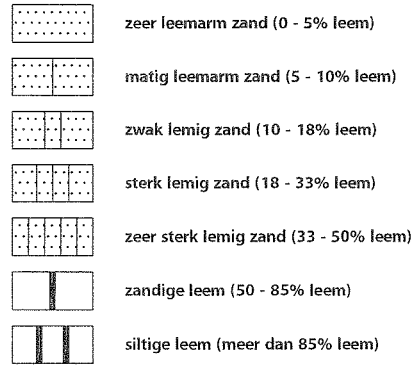 zeer leemarm zand (0 - 5% leem)
matig leemarm zand (5 - 10% leem)
zwak lemig zand (10 - 18% leem)
sterk lemig zand (18 - 33% leem)
zeer sterk lemig zand (33 - 50% leem)
zandige leem (50 - 85% leem)
siltige leem (meer dan 85% leem)